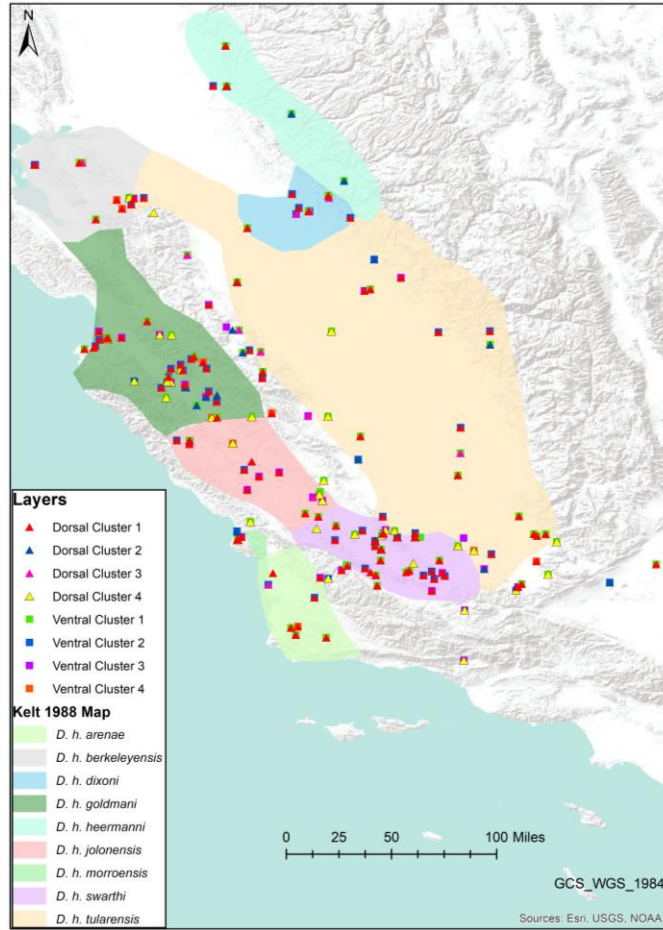 N
Layers
Dorsal Cluster 1
Dorsal Cluster 2
Dorsal Cluster 3
Dorsal Cluster 4
Ventral Cluster 1
Ventral Cluster 2
Ventral Cluster 3
Ventral Cluster 4
Kelt 1988 Map
D. h. arenae
D. h. berkeleyensis
D. h. dixoni
D. h. goldmani
D. h. heermanni
D. h. jolonensis
D. h. morroensis
D. h. swarthi
D. h. tularensis
0 25 50 100 Miles
GCS_WGS_1984
Sources: Esri, USGS, NOAA